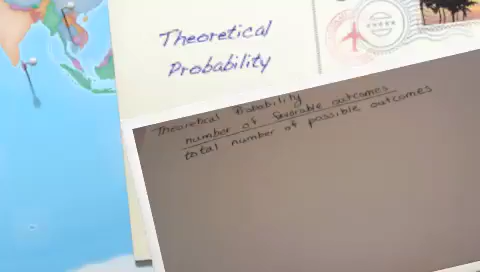 Theoretical
Probability
Theoretical Probability
number of favorable outcomes
total number of possible outcomes